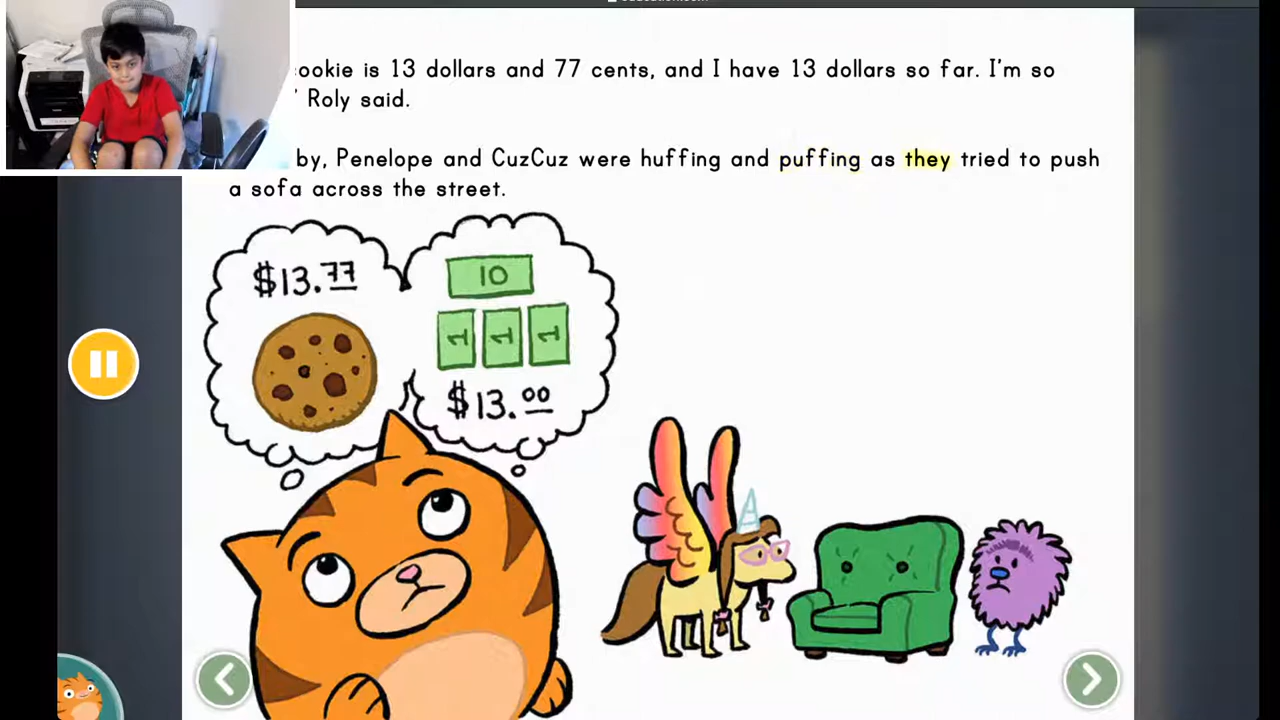 cookie is 13 dollars and 77 cents, and I have 13 dollars so far. I'm so
" Roly said.
by, Penelope and CuzCuz were huffing and puffing as they tried to push
a sofa across the street.
$13.77
10
1 1 1
$13.00